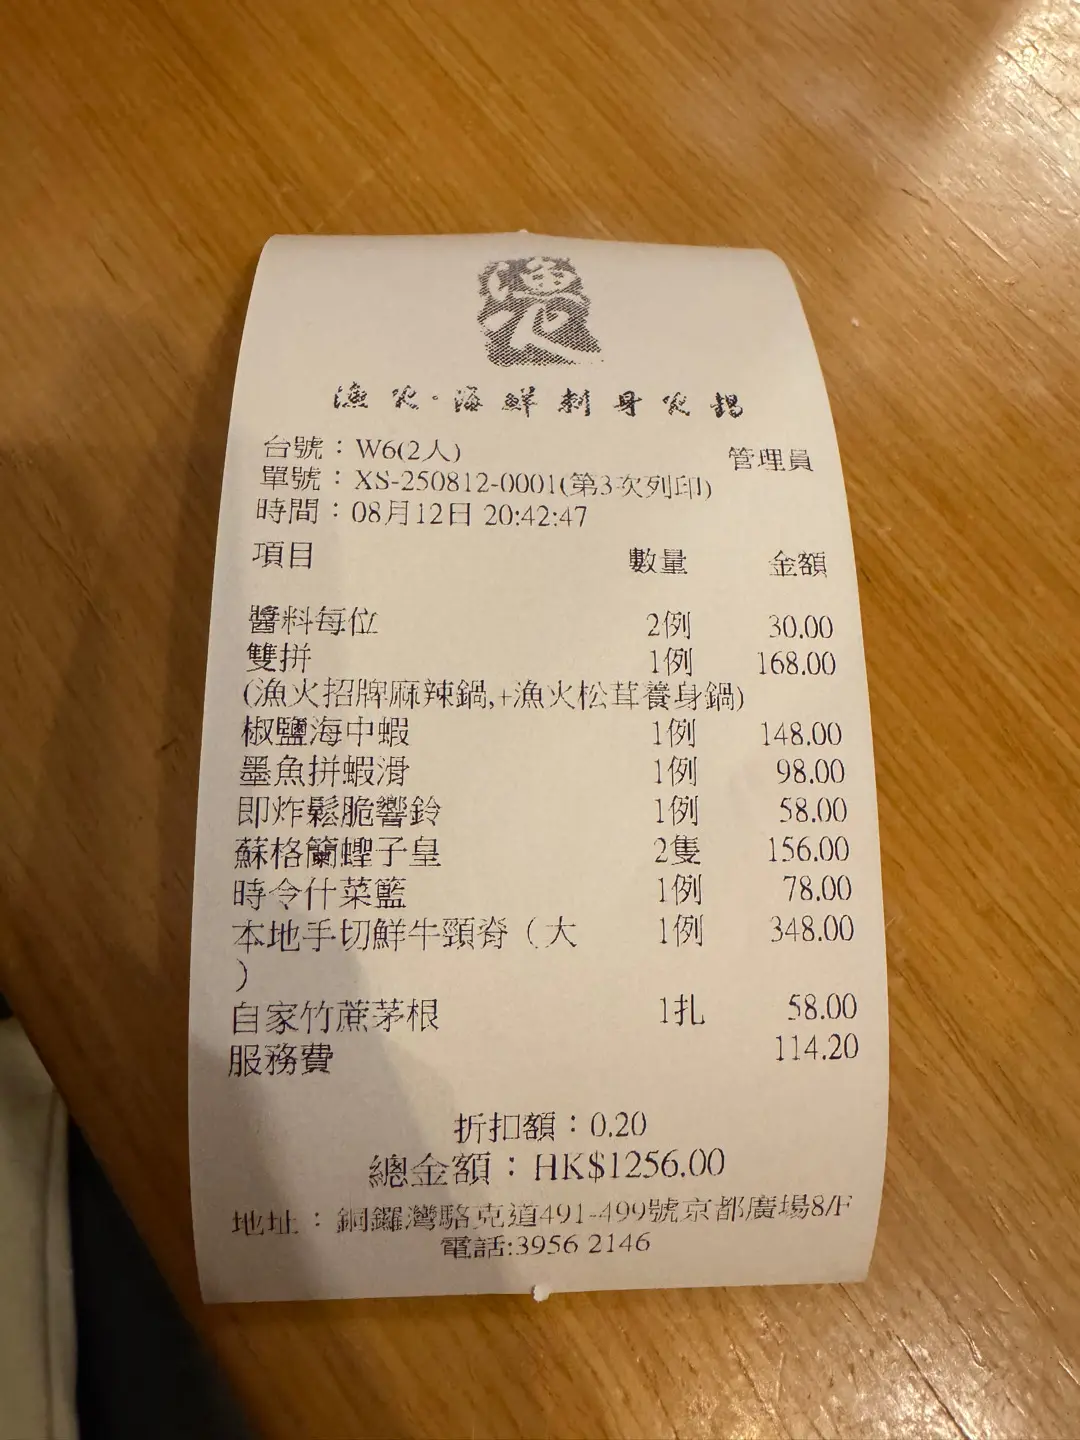 漁火
漁火·海鮮刺身火鍋
台號：W6(2人)
管理員
單號：XS-250812-0001(第3次列印)
時間：08月12日 20:42:47
項目 數量 金額
醬料每位 2例 30.00
雙拼 1例 168.00
(漁火招牌麻辣鍋,+漁火松茸養身鍋)
椒鹽海中蝦 1例 148.00
墨魚拼蝦滑 1例 98.00
即炸鬆脆響鈴 1例 58.00
蘇格蘭蟶子皇 2隻 156.00
時令什菜籃 1例 78.00
本地手切鮮牛頸脊（大 1例 348.00
）
自家竹蔗茅根 1扎 58.00
服務費 114.20
折扣額：0.20
總金額：HK$1256.00
地址：銅鑼灣駱克道491-499號京都廣場8/F
電話:3956 2146